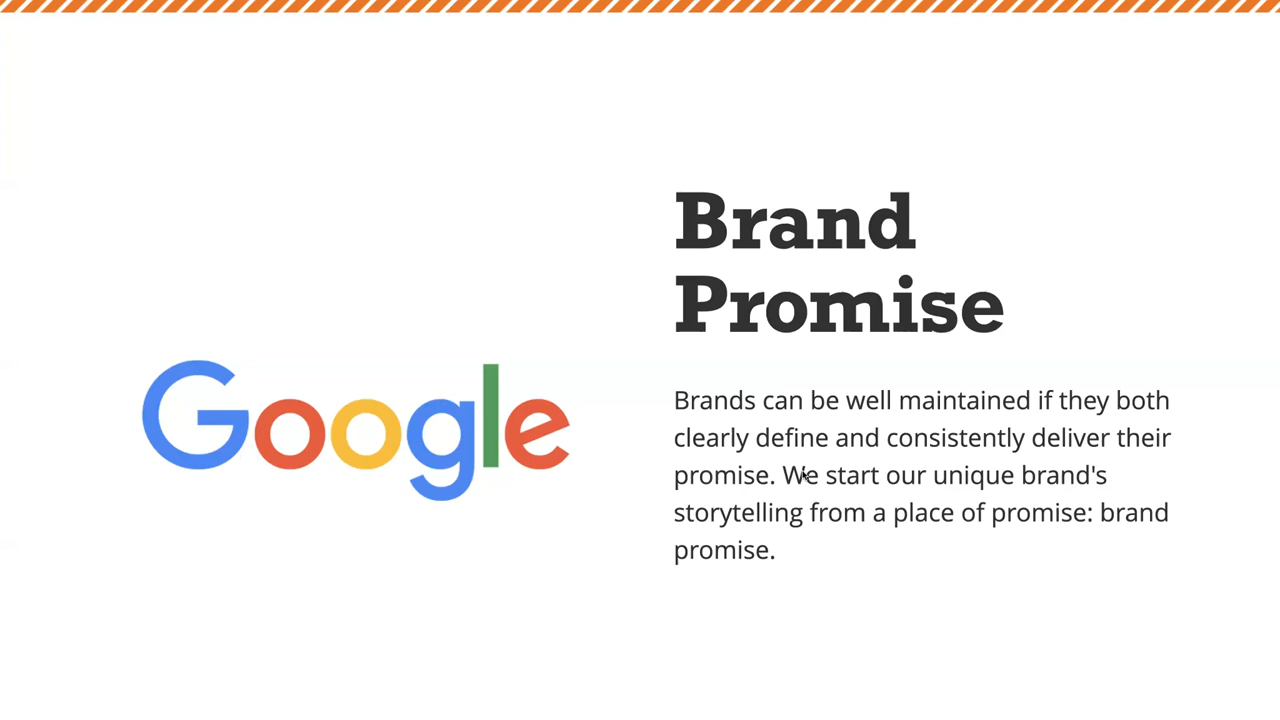 Google
Brand
Promise
Brands can be well maintained if they both
clearly define and consistently deliver their
promise. We start our unique brand's
storytelling from a place of promise: brand
promise.